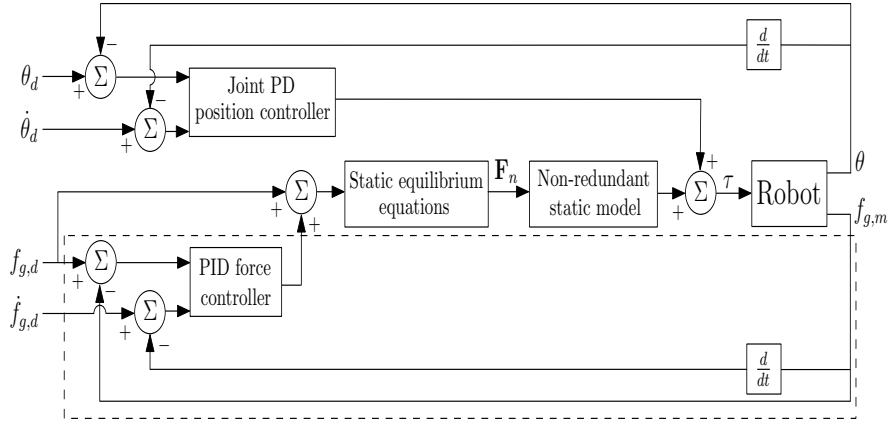 −
d/dt
θ_d
+
Σ
−
Joint PD
position controller
θ̇_d
+
Σ
+
Static equilibrium
equations
F_n
Non-redundant
static model
+
Σ
τ
Robot
θ
f_{g,m}
Σ
+
+
f_{g,d}
+
Σ
−
PID force
controller
ḟ_{g,d}
+
Σ
−
d/dt